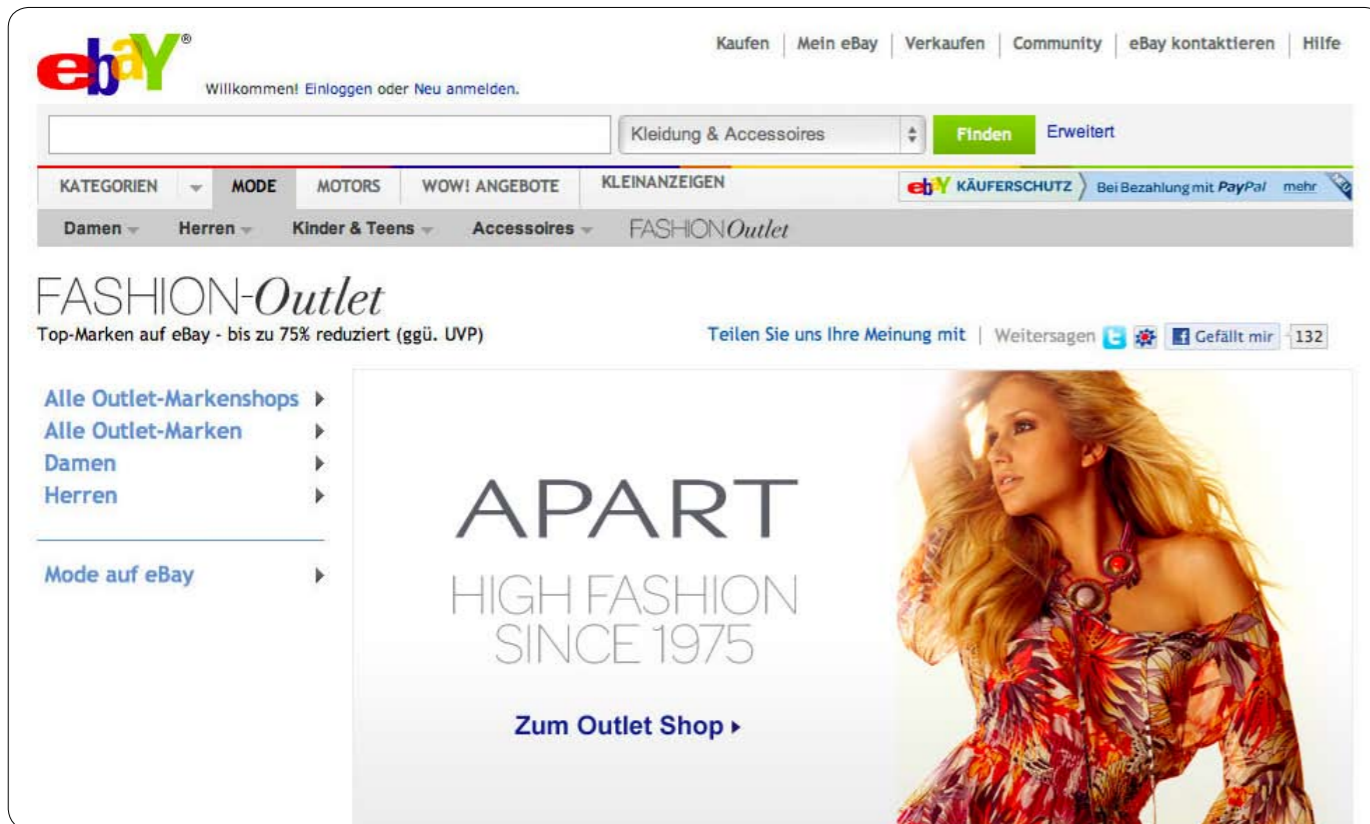 ebaY®
Kaufen | Mein eBay | Verkaufen | Community | eBay kontaktieren | Hilfe
Willkommen! Einloggen oder Neu anmelden.
Kleidung & Accessoires Finden Erweitert
KATEGORIEN MODE MOTORS WOW! ANGEBOTE KLEINANZEIGEN
ebY KÄUFERSCHUTZ Bei Bezahlung mit PayPal mehr
Damen Herren Kinder & Teens Accessoires FASHION Outlet
FASHION-Outlet
Top-Marken auf eBay - bis zu 75% reduziert (ggü. UVP)
Teilen Sie uns Ihre Meinung mit | Weitersagen Gefällt mir 132
Alle Outlet-Markenshops
Alle Outlet-Marken
Damen
Herren
Mode auf eBay
APART
HIGH FASHION
SINCE 1975
Zum Outlet Shop